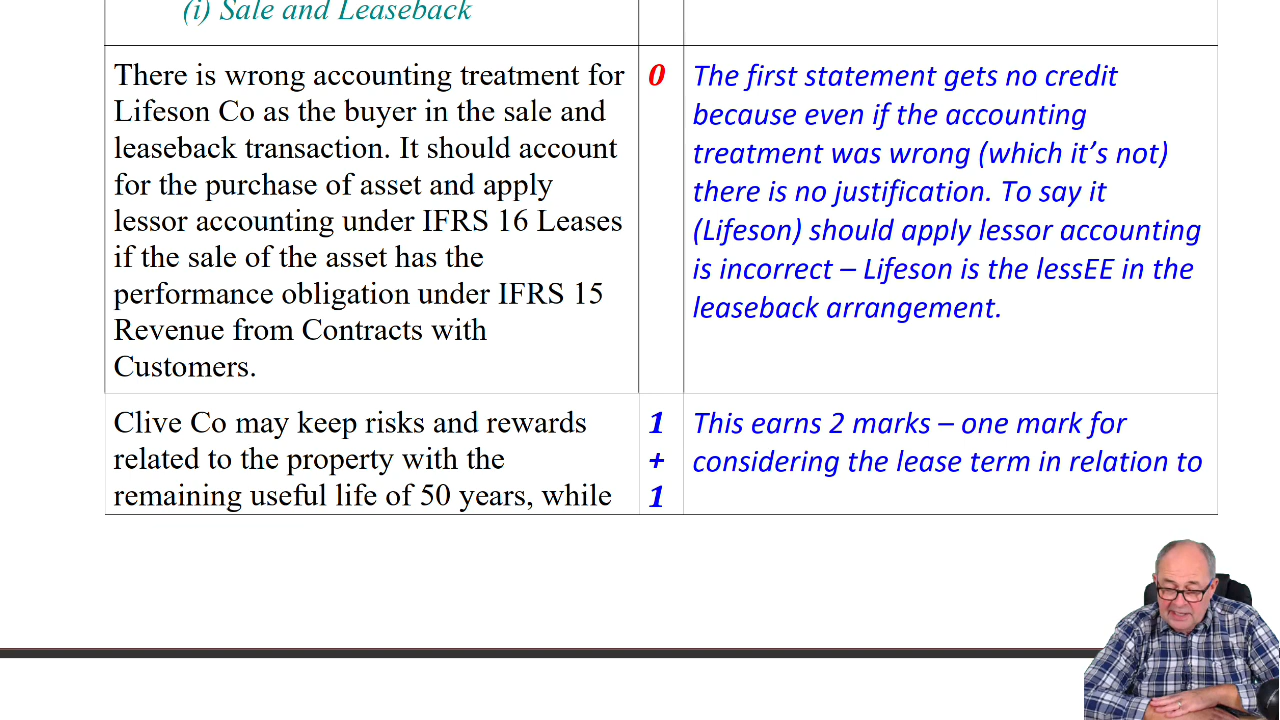 (i) Sale and Leaseback
There is wrong accounting treatment for
Lifeson Co as the buyer in the sale and
leaseback transaction. It should account
for the purchase of asset and apply
lessor accounting under IFRS 16 Leases
if the sale of the asset has the
performance obligation under IFRS 15
Revenue from Contracts with
Customers.
0
The first statement gets no credit
because even if the accounting
treatment was wrong (which it's not)
there is no justification. To say it
(Lifeson) should apply lessor accounting
is incorrect – Lifeson is the lessEE in the
leaseback arrangement.
Clive Co may keep risks and rewards
related to the property with the
remaining useful life of 50 years, while
1
+
1
This earns 2 marks – one mark for
considering the lease term in relation to